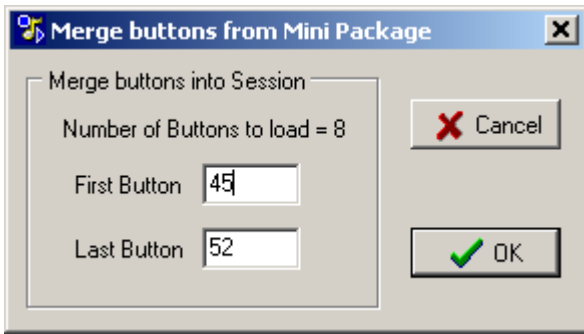 Merge buttons from Mini Package
Merge buttons into Session
Number of Buttons to load = 8
Cancel
First Button 45
Last Button 52
OK